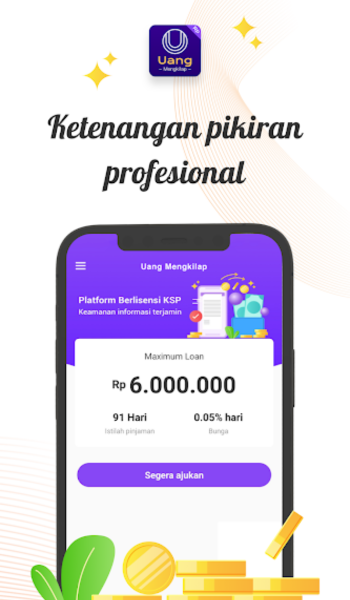 Uang
Mengkilap
Ketenangan pikiran
profesional
Uang Mengkilap
Platform Berlisensi KSP
Keamanan informasi terjamin
Maximum Loan
Rp 6.000.000
91 Hari
0.05% hari
Istilah pinjaman
Bunga
Segera ajukan